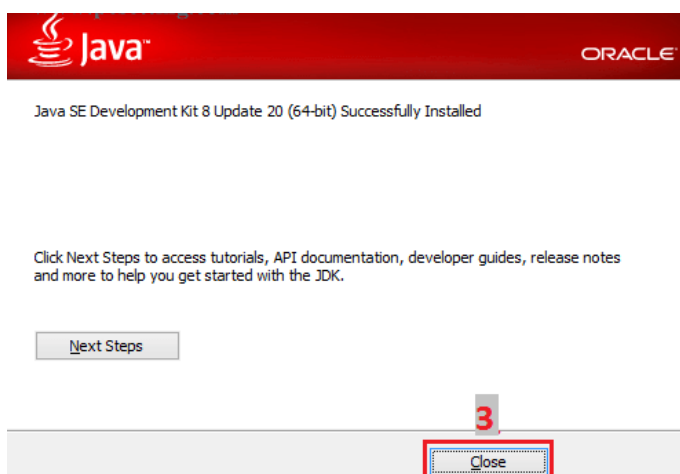 Java™
ORACLE
Java SE Development Kit 8 Update 20 (64-bit) Successfully Installed
Click Next Steps to access tutorials, API documentation, developer guides, release notes
and more to help you get started with the JDK.
Next Steps
3
Close